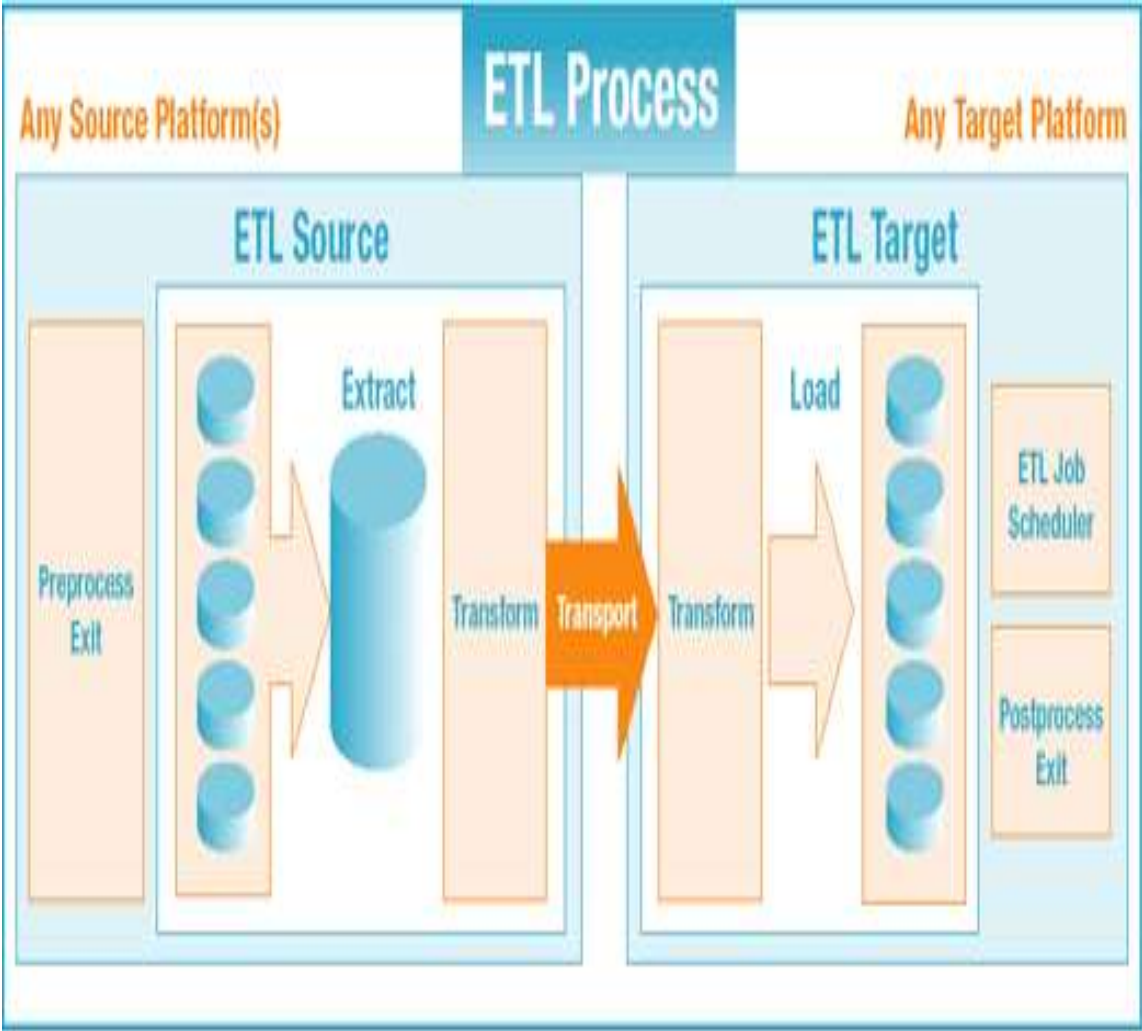 ETL Process
Any Source Platform(s)
Any Target Platform
ETL Source
ETL Target
Preprocess
Exit
Extract
Transform
Transport
Transform
Load
ETL Job
Scheduler
Postprocess
Exit